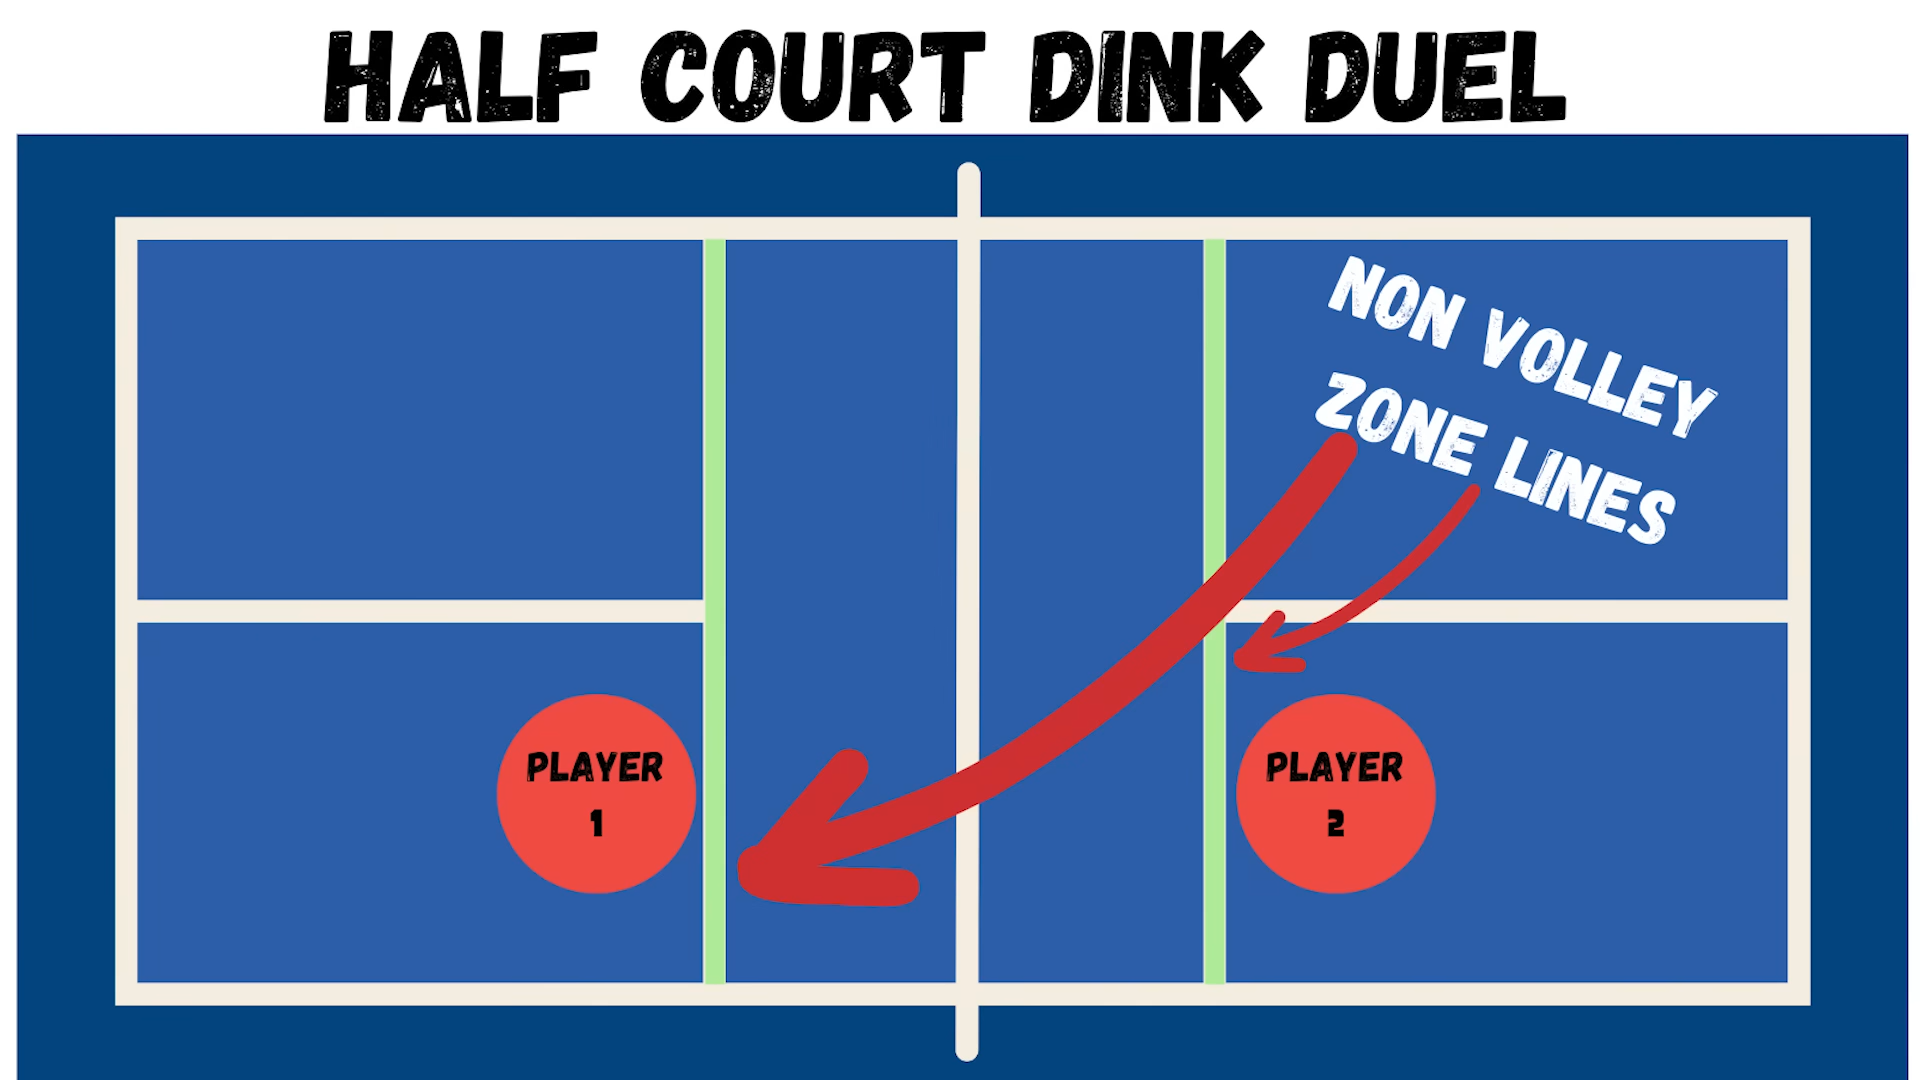 HALF COURT DINK DUEL
NON VOLLEY
ZONE LINES
PLAYER
1
PLAYER
2